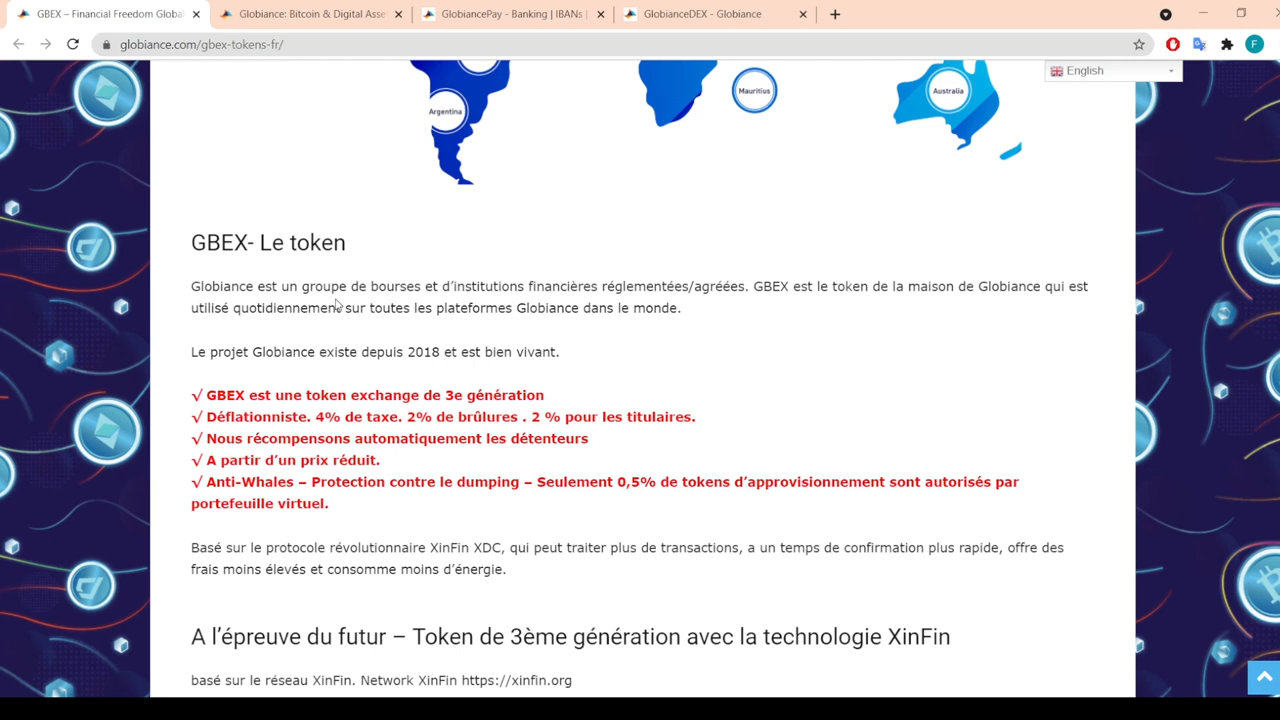 GBEX – Financial Freedom Globa
Globiance: Bitcoin & Digital Asse
GlobiancePay - Banking | IBANs |
GlobianceDEX - Globiance
globiance.com/gbex-tokens-fr/
F
English
Argentina
Mauritius
Australia
GBEX- Le token
Globiance est un groupe de bourses et d’institutions financières réglementées/agréées. GBEX est le token de la maison de Globiance qui est
utilisé quotidiennement sur toutes les plateformes Globiance dans le monde.
Le projet Globiance existe depuis 2018 et est bien vivant.
√ GBEX est une token exchange de 3e génération
√ Déflationniste. 4% de taxe. 2% de brûlures . 2 % pour les titulaires.
√ Nous récompensons automatiquement les détenteurs
√ A partir d’un prix réduit.
√ Anti-Whales – Protection contre le dumping – Seulement 0,5% de tokens d’approvisionnement sont autorisés par
portefeuille virtuel.
Basé sur le protocole révolutionnaire XinFin XDC, qui peut traiter plus de transactions, a un temps de confirmation plus rapide, offre des
frais moins élevés et consomme moins d’énergie.
A l’épreuve du futur – Token de 3ème génération avec la technologie XinFin
basé sur le réseau XinFin. Network XinFin https://xinfin.org